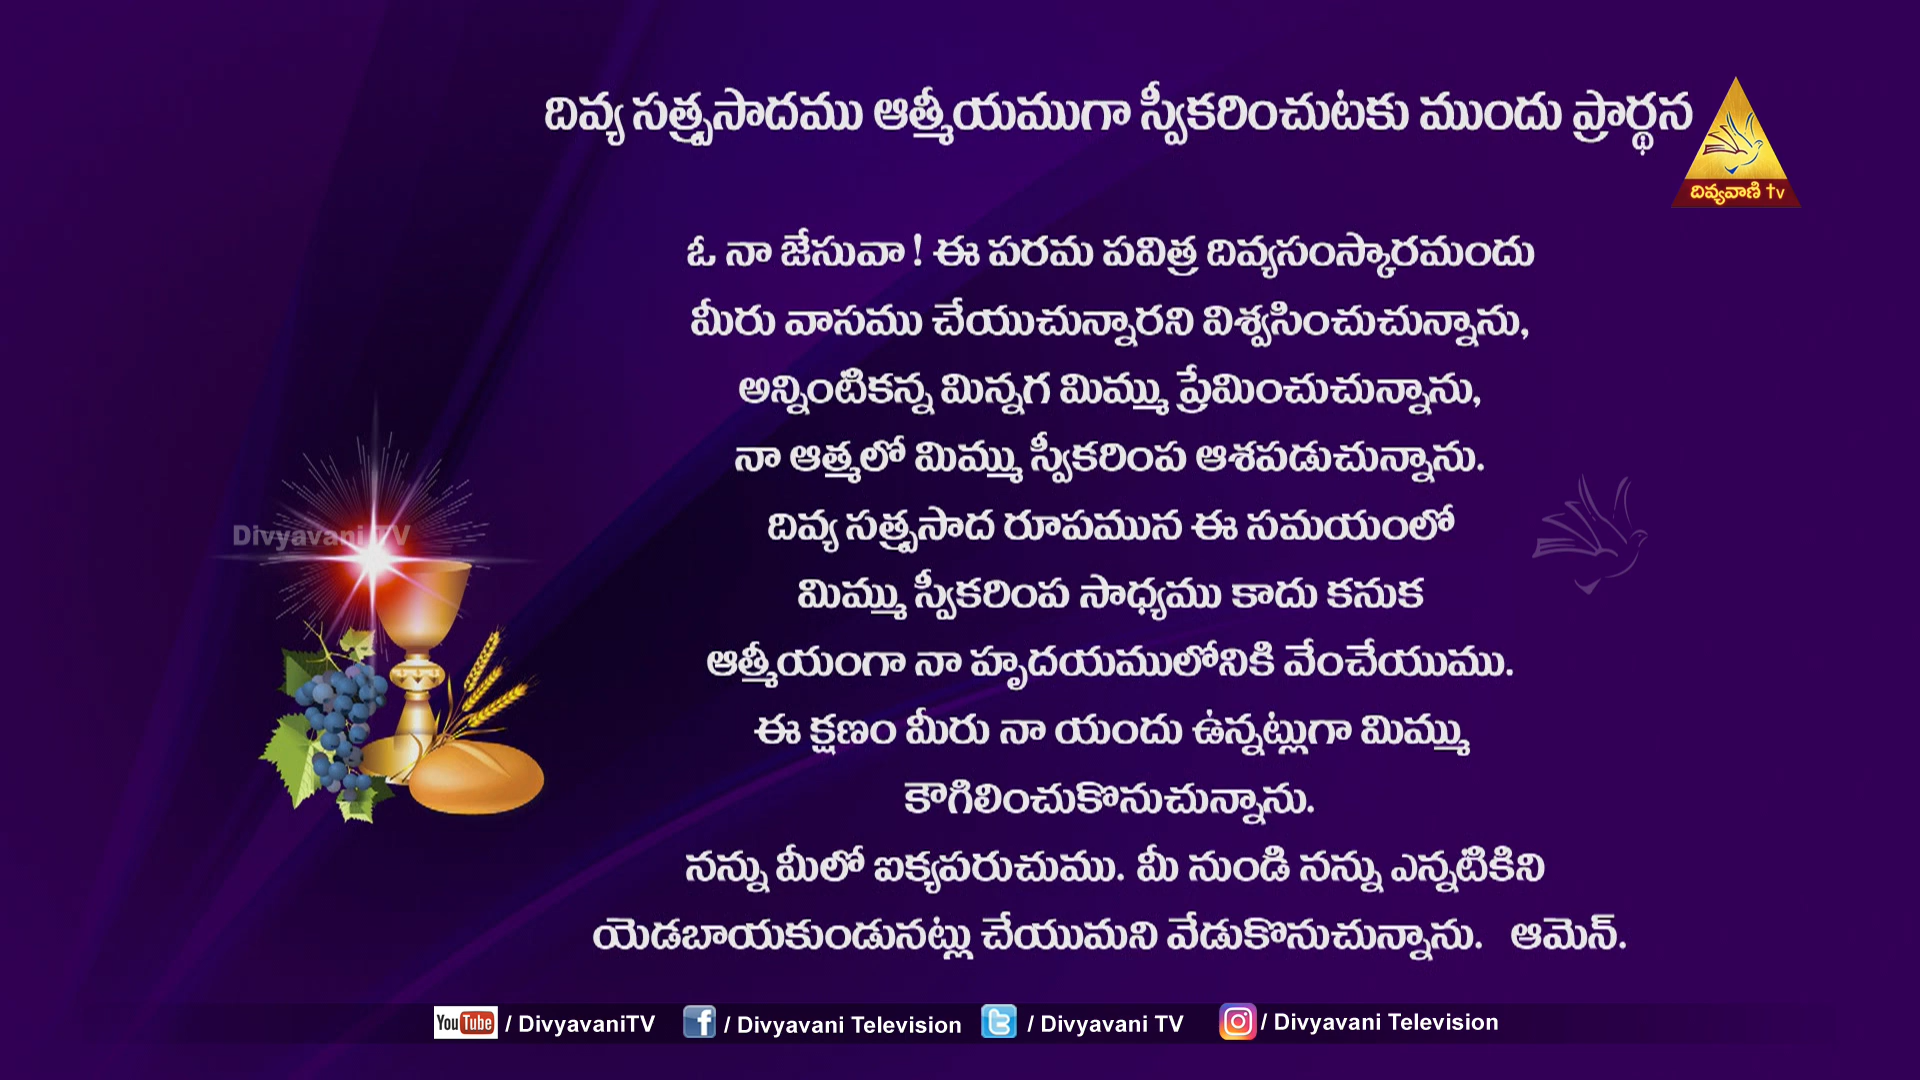 దివ్య సత్ప్రసాదము ఆత్మీయముగా స్వీకరించుటకు ముందు ప్రార్థన
దివ్యవాణి tv
ఓ నా జేసువా ! ఈ పరమ పవిత్ర దివ్యసంస్కారమందు
మీరు వాసము చేయుచున్నారని విశ్వసించుచున్నాను,
అన్నింటికన్న మిన్నగ మిమ్ము ప్రేమించుచున్నాను,
నా ఆత్మలో మిమ్ము స్వీకరింప ఆశపడుచున్నాను.
దివ్య సత్ప్రసాద రూపమున ఈ సమయంలో
Divyavani TV
మిమ్ము స్వీకరింప సాధ్యము కాదు కనుక
ఆత్మీయంగా నా హృదయములోనికి వేంచేయుము.
ఈ క్షణం మీరు నా యందు ఉన్నట్లుగా మిమ్ము
కౌగిలించుకొనుచున్నాను.
నన్ను మీలో ఐక్యపరుచుము. మీ నుండి నన్ను ఎన్నటికిని
యెడబాయకుండునట్లు చేయుమని వేడుకొనుచున్నాను. ఆమెన్.
YouTube / DivyavaniTV f / Divyavani Television / Divyavani TV / Divyavani Television